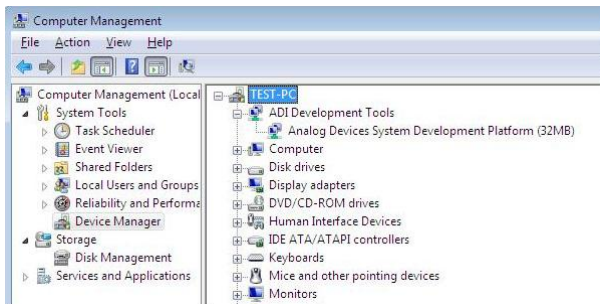 Computer Management
File Action View Help
Computer Management (Local
System Tools
Task Scheduler
Event Viewer
Shared Folders
Local Users and Groups
Reliability and Performa
Device Manager
Storage
Disk Management
Services and Applications
TEST-PC
ADI Development Tools
Analog Devices System Development Platform (32MB)
Computer
Disk drives
Display adapters
DVD/CD-ROM drives
Human Interface Devices
IDE ATA/ATAPI controllers
Keyboards
Mice and other pointing devices
Monitors